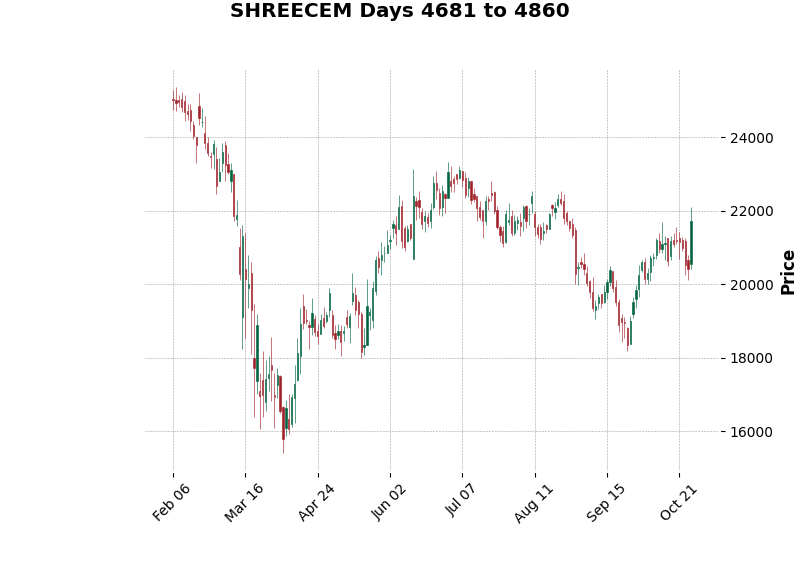 SHREECEM Days 4681 to 4860
24000
22000
20000
18000
16000
Price
Feb 06
Mar 16
Apr 24
Jun 02
Jul 07
Aug 11
Sep 15
Oct 21